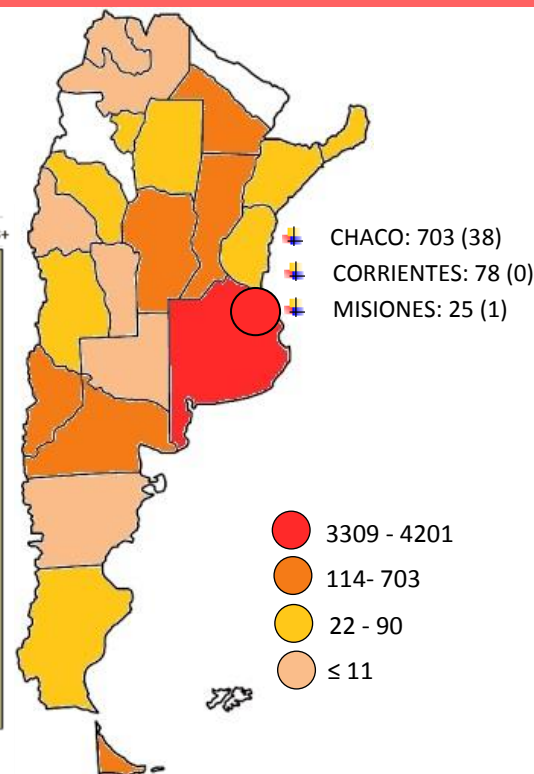 CHACO: 703 (38)
CORRIENTES: 78 (0)
MISIONES: 25 (1)
3309 - 4201
114- 703
22 - 90
≤ 11